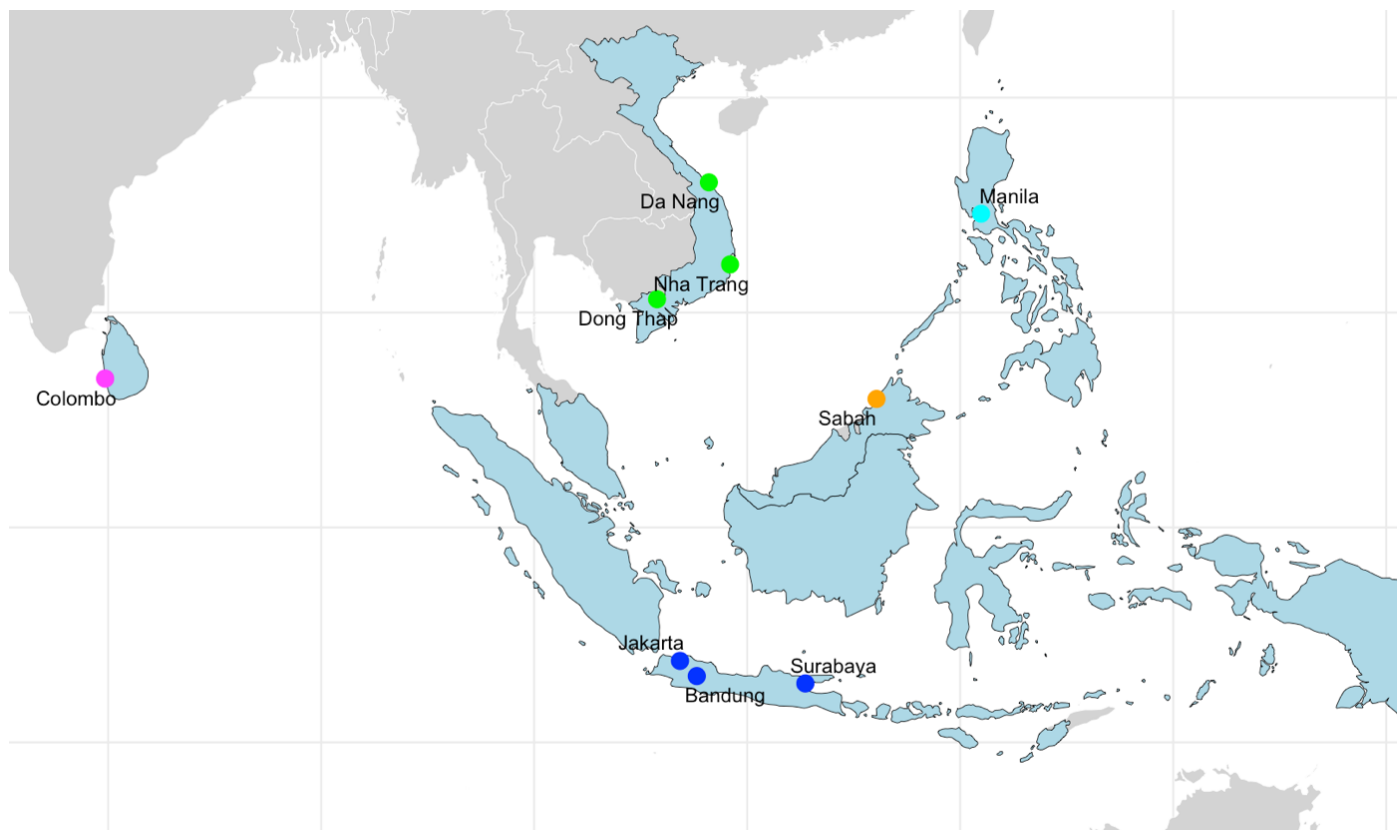 Manila
Da Nang
Nha Trang
Dong Thap
Colombo
Sabah
Jakarta
Surabaya
Bandung